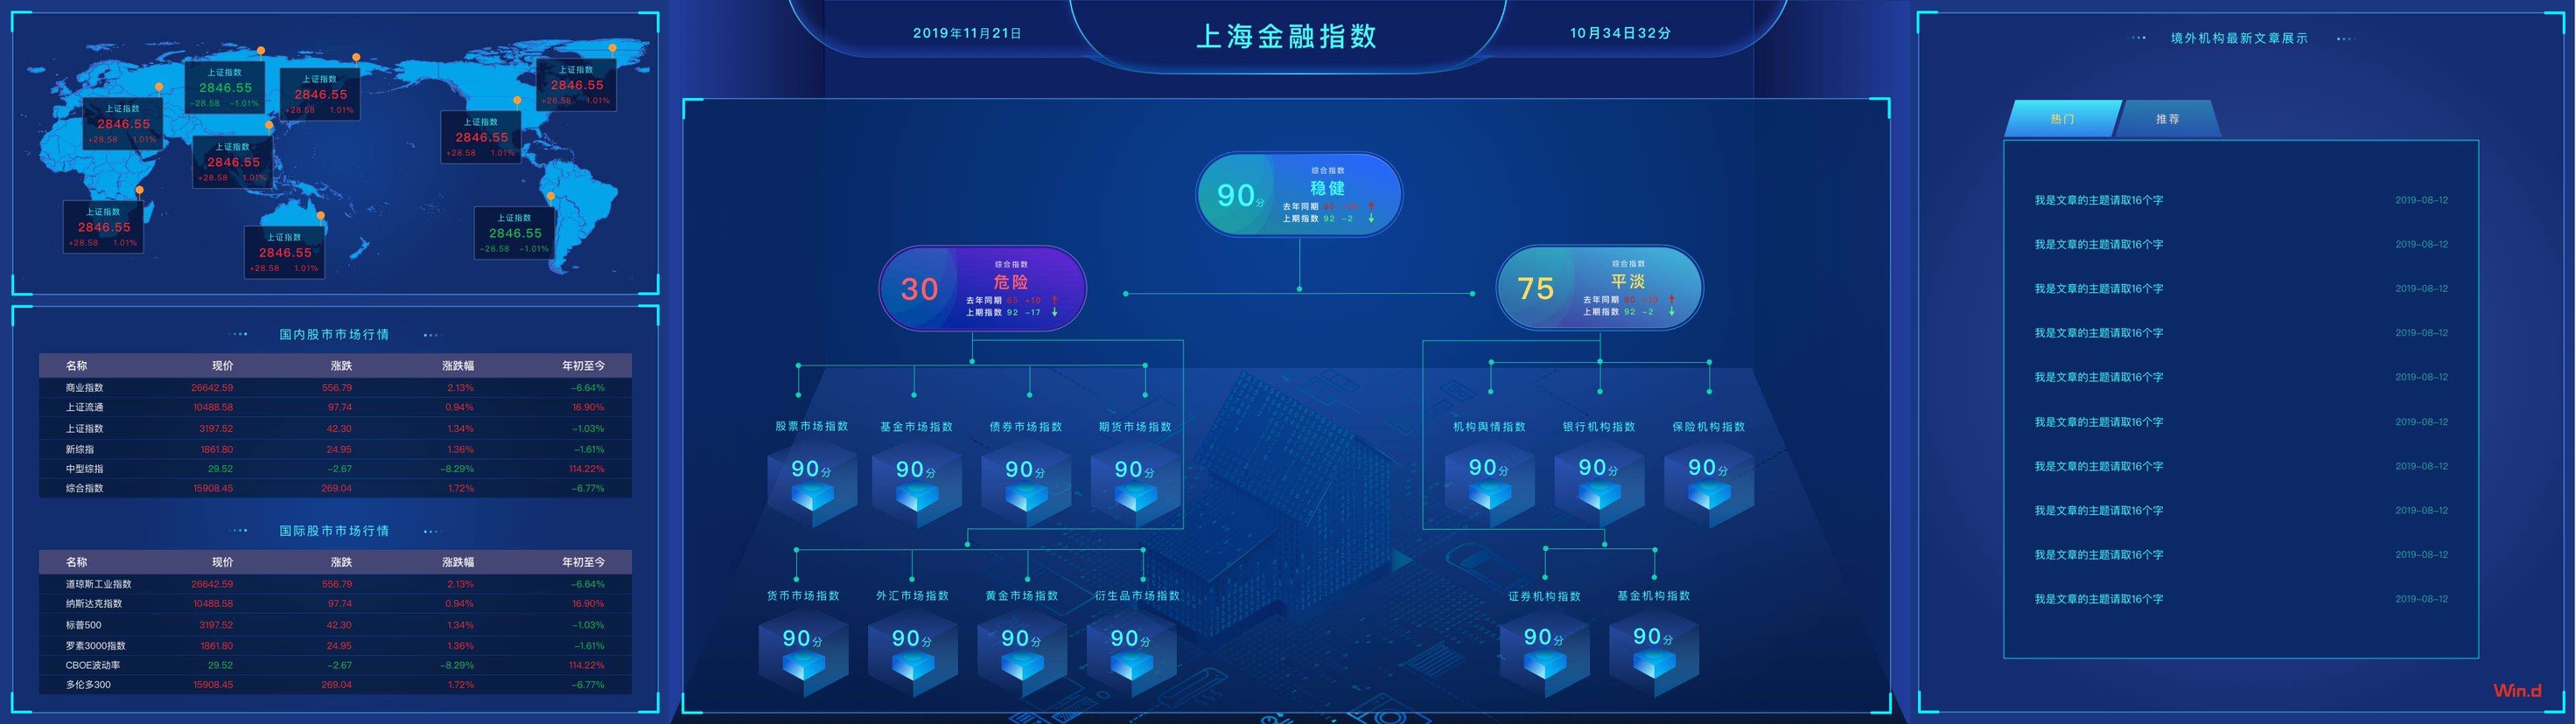 上证指数
2846.55
-28.58 -1.01%
上证指数
2846.55
+28.58 1.01%
上证指数
2846.55
+28.58 1.01%
上证指数
2846.55
+28.58 1.01%
上证指数
2846.55
+28.58 1.01%
上证指数
2846.55
+28.58 1.01%
上证指数
2846.55
+28.58 1.01%
上证指数
2846.55
-28.58 -1.01%
上证指数
2846.55
+28.58 1.01%
国内股市市场行情
名称 现价 涨跌 涨跌幅 年初至今
商业指数 26642.59 556.79 2.13% -6.64%
上证流通 10488.58 97.74 0.94% 16.90%
上证指数 3197.52 42.30 1.34% -1.03%
新综指 1861.80 24.95 1.36% -1.61%
中型综指 29.52 -2.67 -8.29% 114.22%
综合指数 15908.45 269.04 1.72% -6.77%
国际股市市场行情
名称 现价 涨跌 涨跌幅 年初至今
道琼斯工业指数 26642.59 556.79 2.13% -6.64%
纳斯达克指数 10488.58 97.74 0.94% 16.90%
标普500 3197.52 42.30 1.34% -1.03%
罗素3000指数 1861.80 24.95 1.36% -1.61%
CBOE波动率 29.52 -2.67 -8.29% 114.22%
多伦多300 15908.45 269.04 1.72% -6.77%
2019年11月21日
上海金融指数
10月34日32分
综合指数
90分 稳健
去年同期
上期指数 92 -2
综合指数
30 危险
去年同期 65 +10
上期指数 92 -17
综合指数
75 平淡
去年同期 80 +10
上期指数 92 -2
股票市场指数 基金市场指数 债券市场指数 期货市场指数
90分 90分 90分 90分
机构舆情指数 银行机构指数 保险机构指数
90分 90分 90分
货币市场指数 外汇市场指数 黄金市场指数 衍生品市场指数
90分 90分 90分 90分
证券机构指数 基金机构指数
90分 90分
境外机构最新文章展示
热门 推荐
我是文章的主题请取16个字 2019-08-12
我是文章的主题请取16个字 2019-08-12
我是文章的主题请取16个字 2019-08-12
我是文章的主题请取16个字 2019-08-12
我是文章的主题请取16个字 2019-08-12
我是文章的主题请取16个字 2019-08-12
我是文章的主题请取16个字 2019-08-12
我是文章的主题请取16个字 2019-08-12
我是文章的主题请取16个字 2019-08-12
我是文章的主题请取16个字 2019-08-12
Win.d